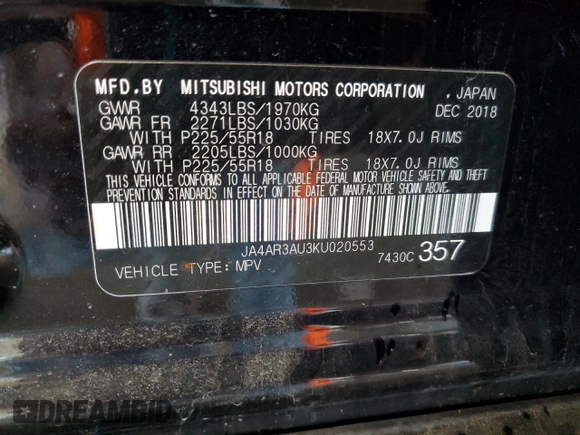 MFD.BY MITSUBISHI MOTORS CORPORATION . JAPAN
GVWR 4343LBS/1970KG DEC 2018
GAWR FR 2271LBS/1030KG
WITH P225/55R18 TIRES 18X7.0J RIMS
GAWR RR 2205LBS/1000KG
WITH P225/55R18 TIRES 18X7.0J RIMS
THIS VEHICLE CONFORMS TO ALL APPLICABLE FEDERAL MOTOR VEHICLE SAFETY AND THEFT
PREVENTION STANDARDS IN EFFECT ON THE DATE OF MANUFACTURE SHOWN ABOVE.
JA4AR3AU3KU020553
VEHICLE TYPE: MPV 7430C 357
DREAMBID